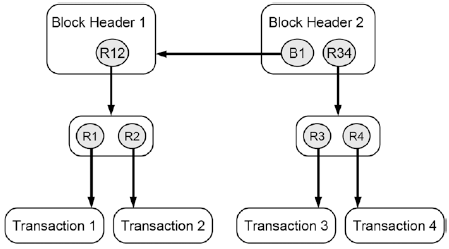 Block Header 1
Block Header 2
R12
B1
R34
R1
R2
R3
R4
Transaction 1
Transaction 2
Transaction 3
Transaction 4